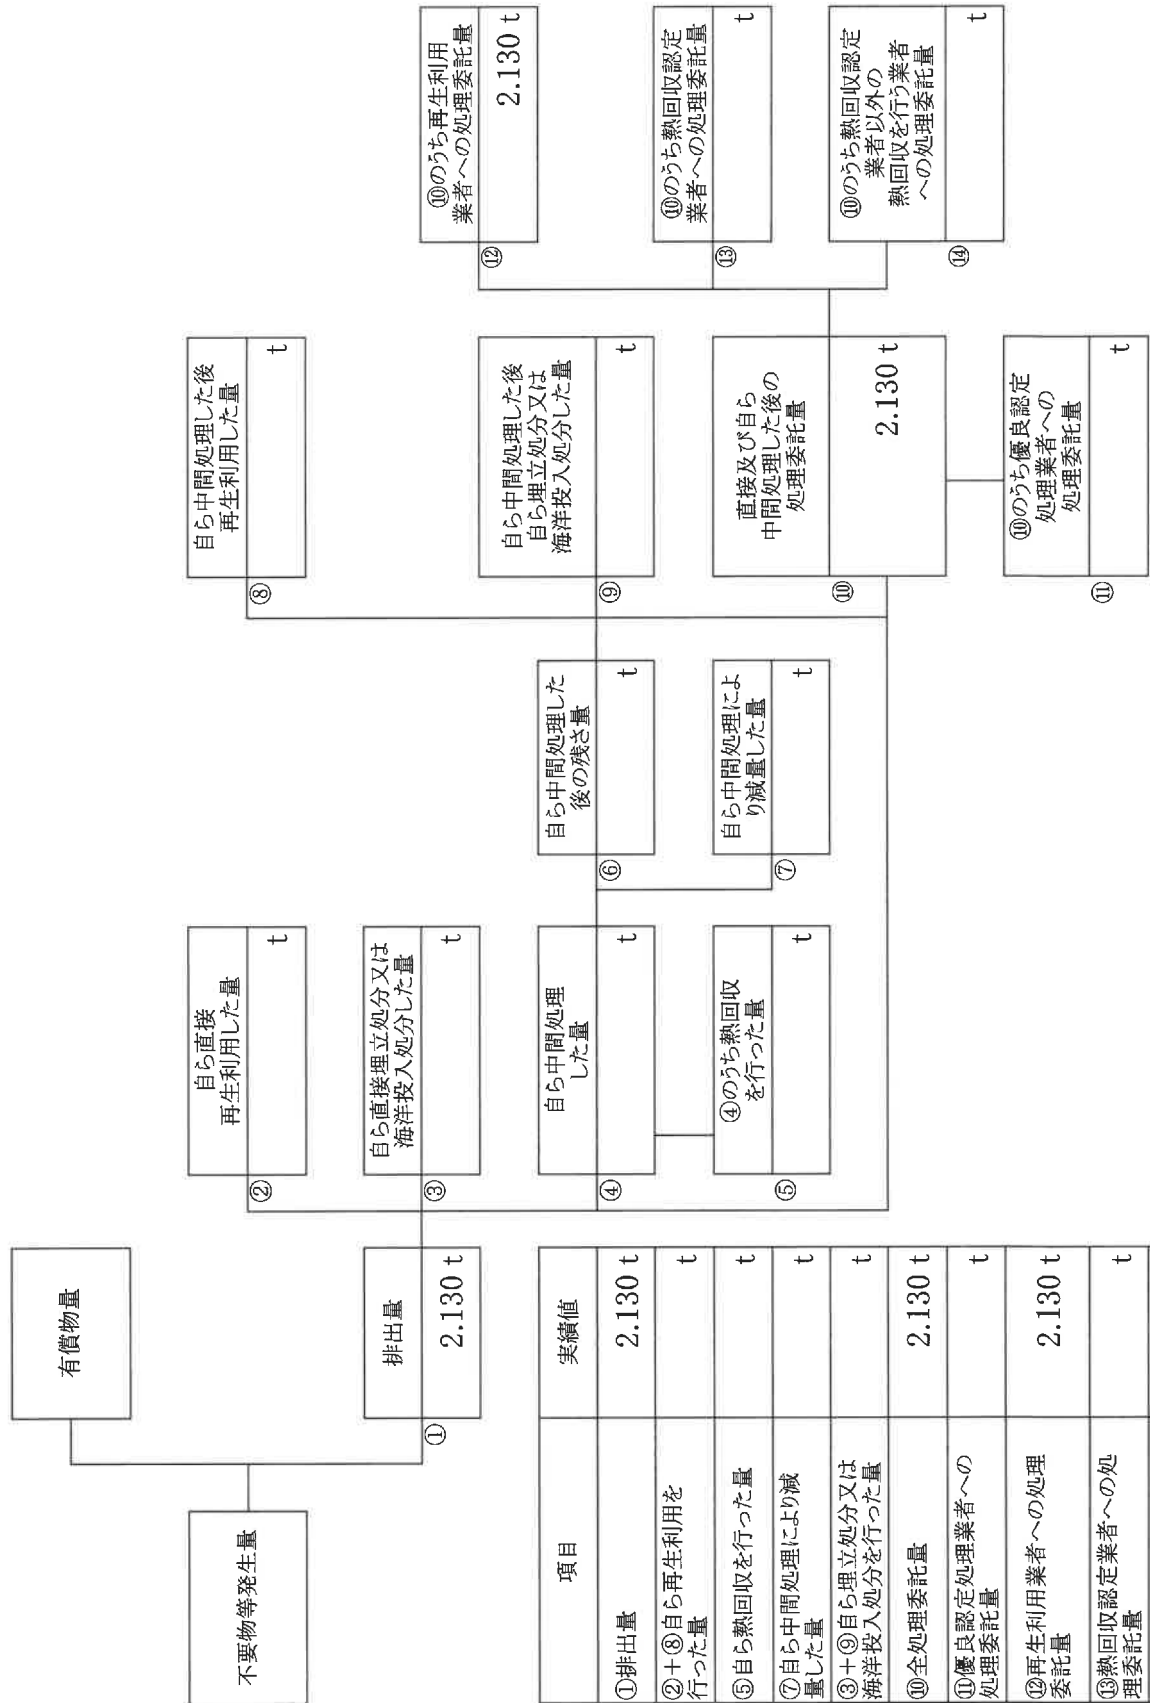 有償物量
不要物等発生量
排出量
①
2.130 t
自ら直接
再生利用した量
②
t
自ら直接埋立処分又は
海洋投入処分した量
③
t
自ら中間処理
した量
④
t
④のうち熱回収
を行った量
⑤
t
自ら中間処理した
後の残さ量
⑥
t
自ら中間処理によ
り減量した量
⑦
t
自ら中間処理した後
再生利用した量
⑧
t
自ら中間処理した後
自ら埋立処分又は
海洋投入処分した量
⑨
t
直接及び自ら
中間処理した後の
処理委託量
⑩
2.130 t
⑩のうち優良認定
処理業者への
処理委託量
⑪
t
⑩のうち再生利用
業者への処理委託量
⑫
2.130 t
⑩のうち熱回収認定
業者への処理委託量
⑬
t
⑩のうち熱回収認定
業者以外の
熱回収を行う業者
への処理委託量
⑭
t
項目 実績値
①排出量 2.130 t
②+⑧自ら再生利用を
行った量 t
⑤自ら熱回収を行った量 t
⑦自ら中間処理により減
量した量 t
③+⑨自ら埋立処分又は
海洋投入処分を行った量 t
⑩全処理委託量 2.130 t
⑪優良認定処理業者への
処理委託量 t
⑫再生利用業者への処理
委託量 2.130 t
⑬熱回収認定業者への処
理委託量 t